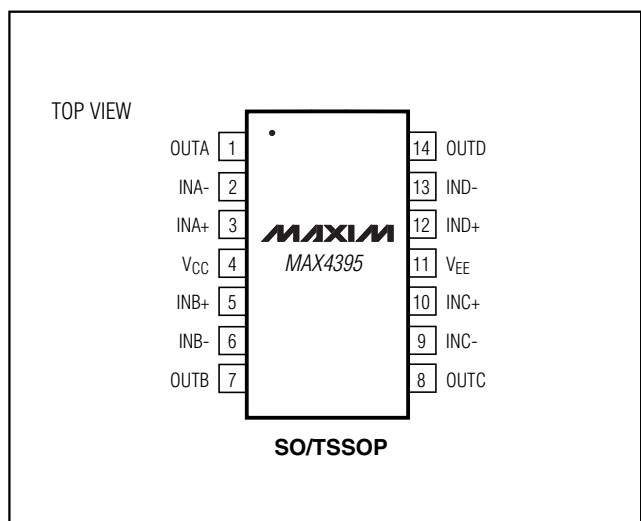 TOP VIEW
OUTA 1 14 OUTD
INA- 2 13 IND-
INA+ 3 12 IND+
MAXIM
VCC 4 MAX4395 11 VEE
INB+ 5 10 INC+
INB- 6 9 INC-
OUTB 7 8 OUTC
SO/TSSOP